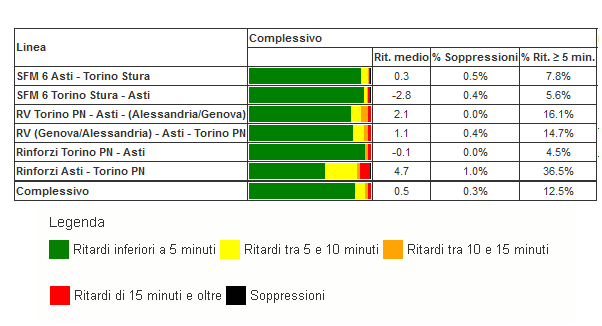 Linea Complessivo
Rit. medio % Soppressioni % Rit. ≥ 5 min.
SFM 6 Asti - Torino Stura 0.3 0.5% 7.8%
SFM 6 Torino Stura - Asti -2.8 0.4% 5.6%
RV Torino PN - Asti - (Alessandria/Genova) 2.1 0.0% 16.1%
RV (Genova/Alessandria) - Asti - Torino PN 1.1 0.4% 14.7%
Rinforzi Torino PN - Asti -0.1 0.0% 4.5%
Rinforzi Asti - Torino PN 4.7 1.0% 36.5%
Complessivo 0.5 0.3% 12.5%
Legenda
Ritardi inferiori a 5 minuti Ritardi tra 5 e 10 minuti Ritardi tra 10 e 15 minuti
Ritardi di 15 minuti e oltre Soppressioni